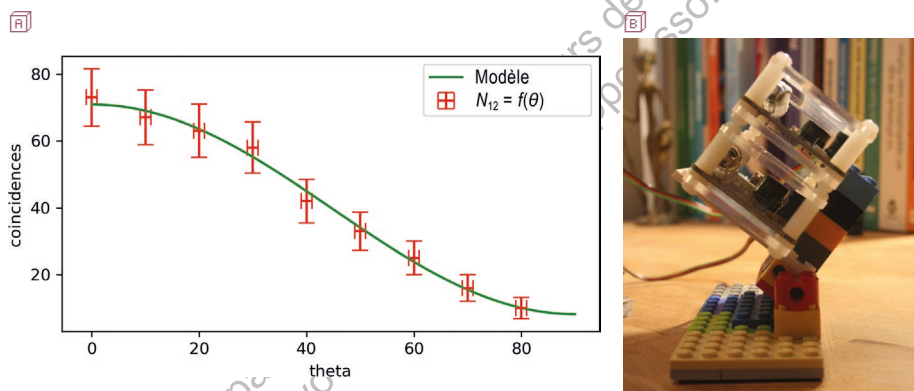 A
B
80
60
40
20
coincidences
0
20
40
60
80
theta
Modèle
N₁₂ = f(θ)